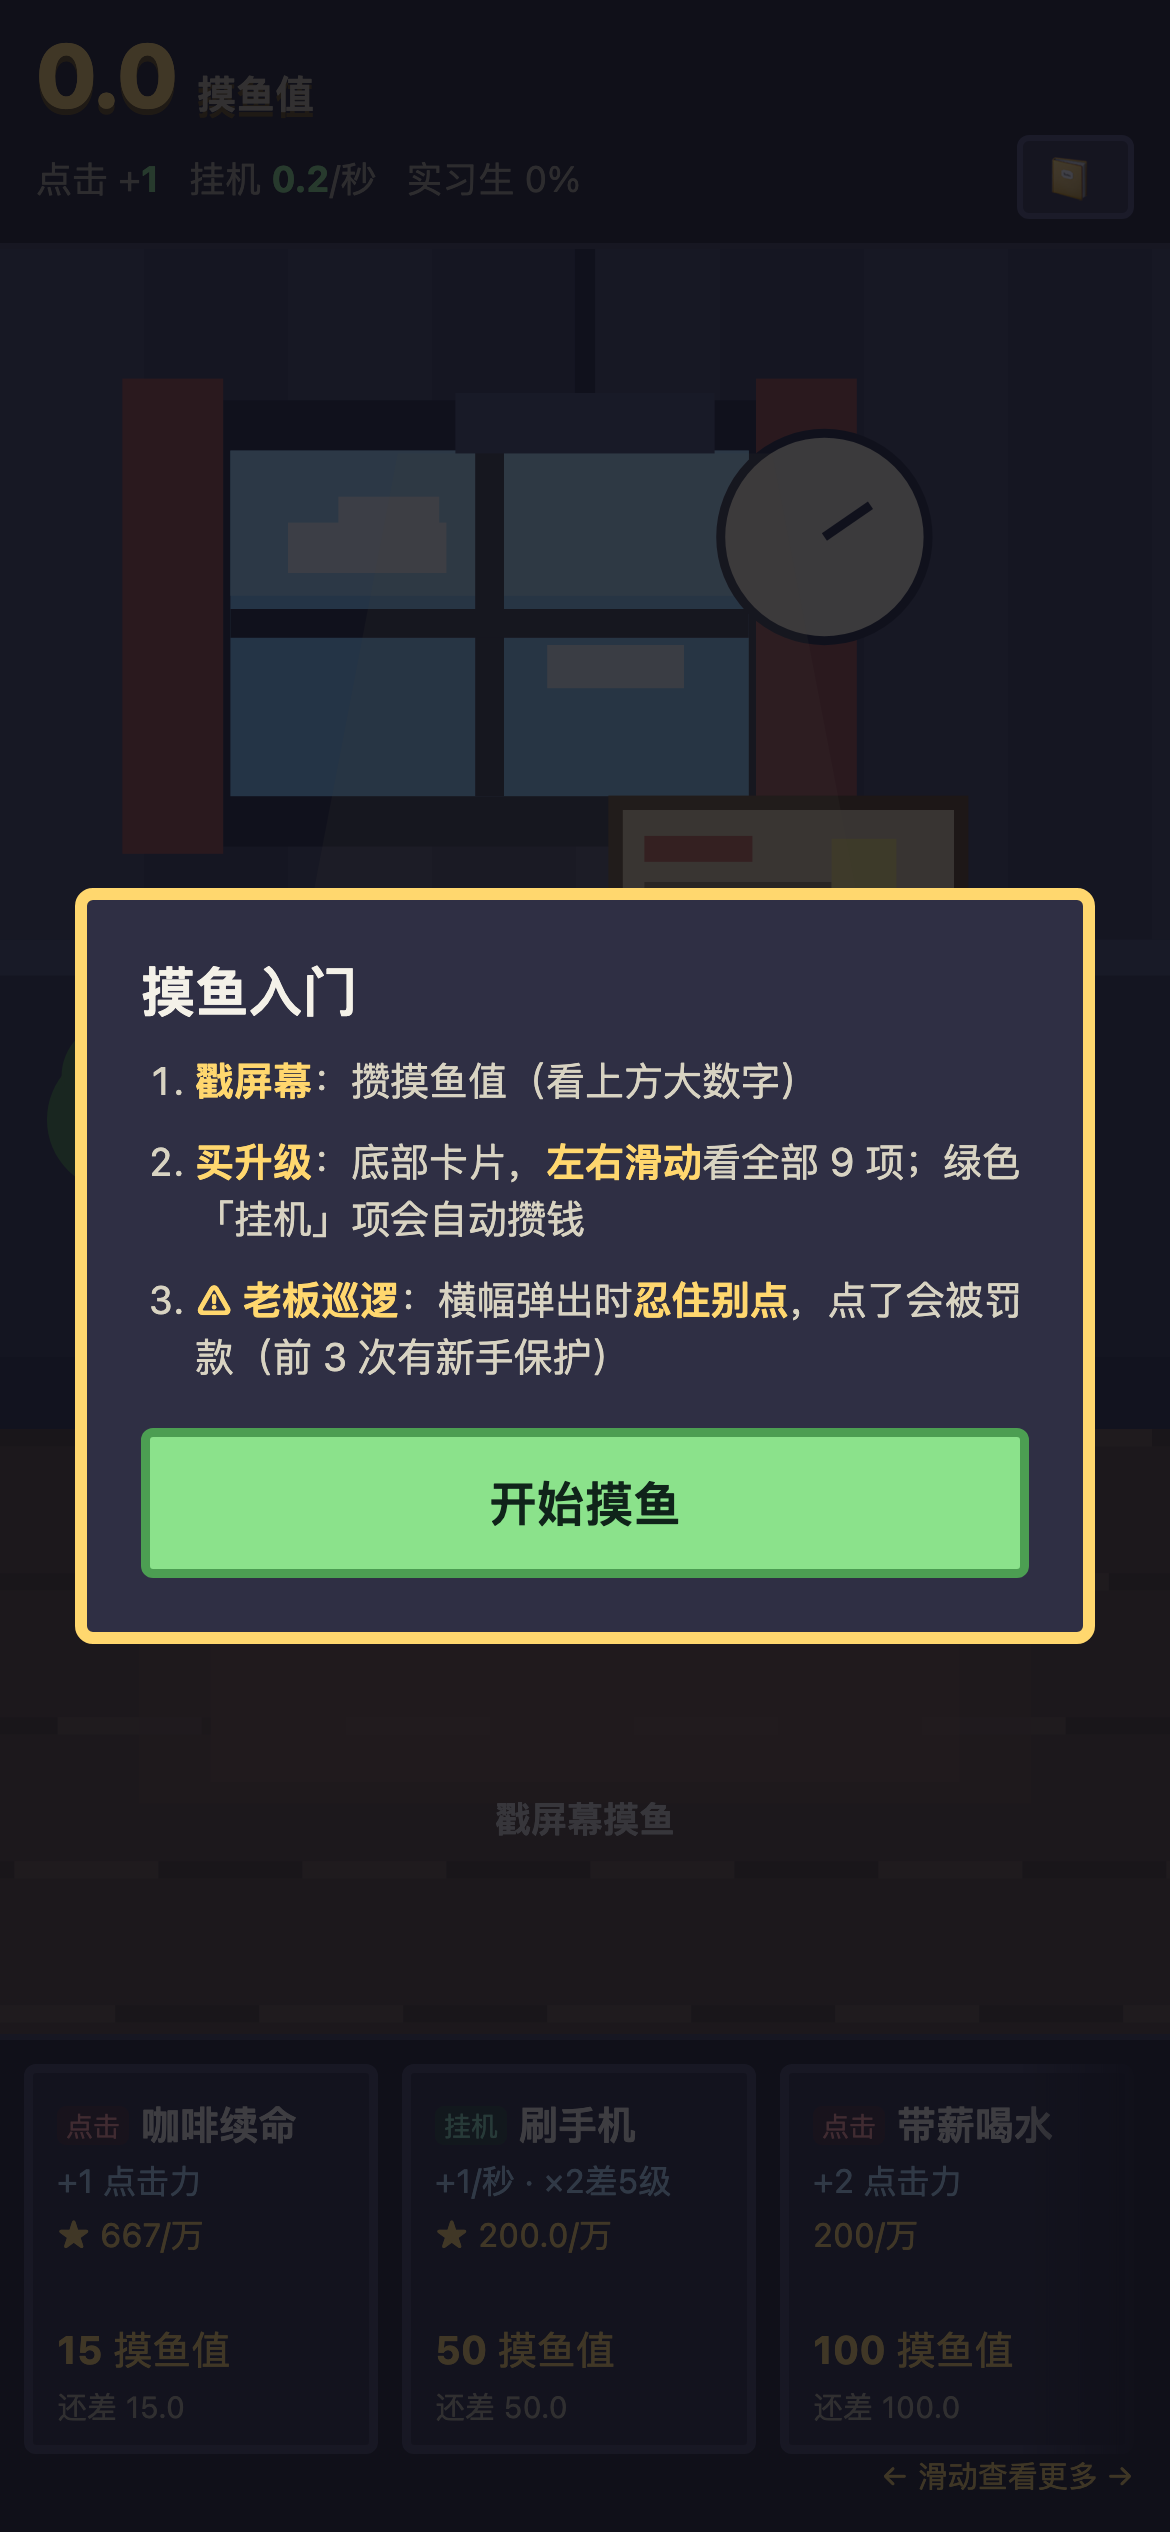 0.0 摸鱼值
点击 +1 挂机 0.2/秒 实习生 0%
摸鱼入门
1. 戳屏幕：攒摸鱼值（看上方大数字）
2. 买升级：底部卡片，左右滑动看全部 9 项；绿色
「挂机」项会自动攒钱
3. ⚠ 老板巡逻：横幅弹出时忍住别点，点了会被罚
款（前 3 次有新手保护）
开始摸鱼
戳屏幕摸鱼
点击 咖啡续命
+1 点击力
★ 667/万
15 摸鱼值
还差 15.0
挂机 刷手机
+1/秒 · ×2差5级
★ 200.0/万
50 摸鱼值
还差 50.0
点击 带薪喝水
+2 点击力
200/万
100 摸鱼值
还差 100.0
← 滑动查看更多 →